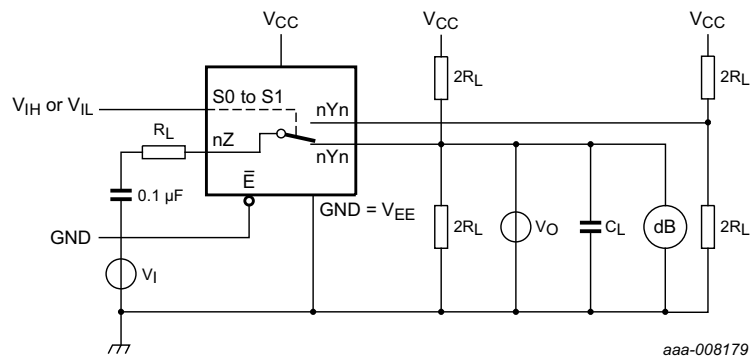 VCC VCC VCC
2RL 2RL
VIH or VIL
S0 to S1
nYn
RL
nZ
nYn
E̅
0.1 µF
GND = VEE
GND
2RL VO CL dB 2RL
VI
aaa-008179